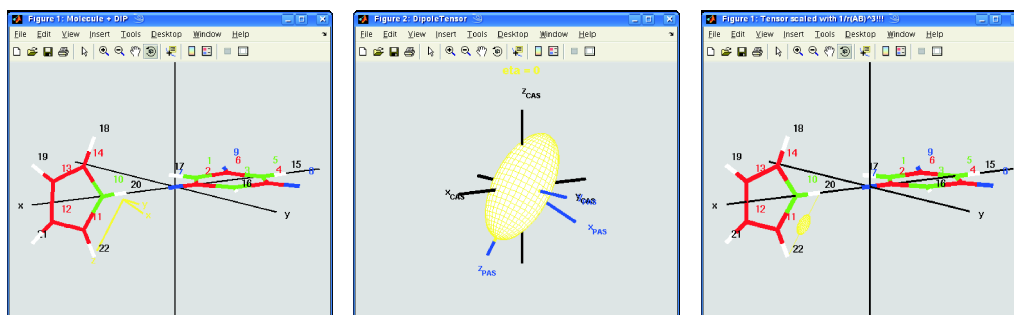 Figure 1: Molecule + DIP
File Edit View Insert Tools Desktop Window Help
18
19
14
13
10
20
x
12
11
21
22
17
7
1
2
9
6
3
5
4
15
8
16
y
Figure 2: DipoleTensor
File Edit View Insert Tools Desktop Window Help
Z CAS
X CAS
Y CAS
X PAS
Z PAS
Figure 1: Tensor scaled with 1/r(AB)^3!!!
File Edit View Insert Tools Desktop Window Help
18
19
14
13
10
20
x
12
11
21
22
17
7
1
2
9
6
3
5
4
15
8
16
y